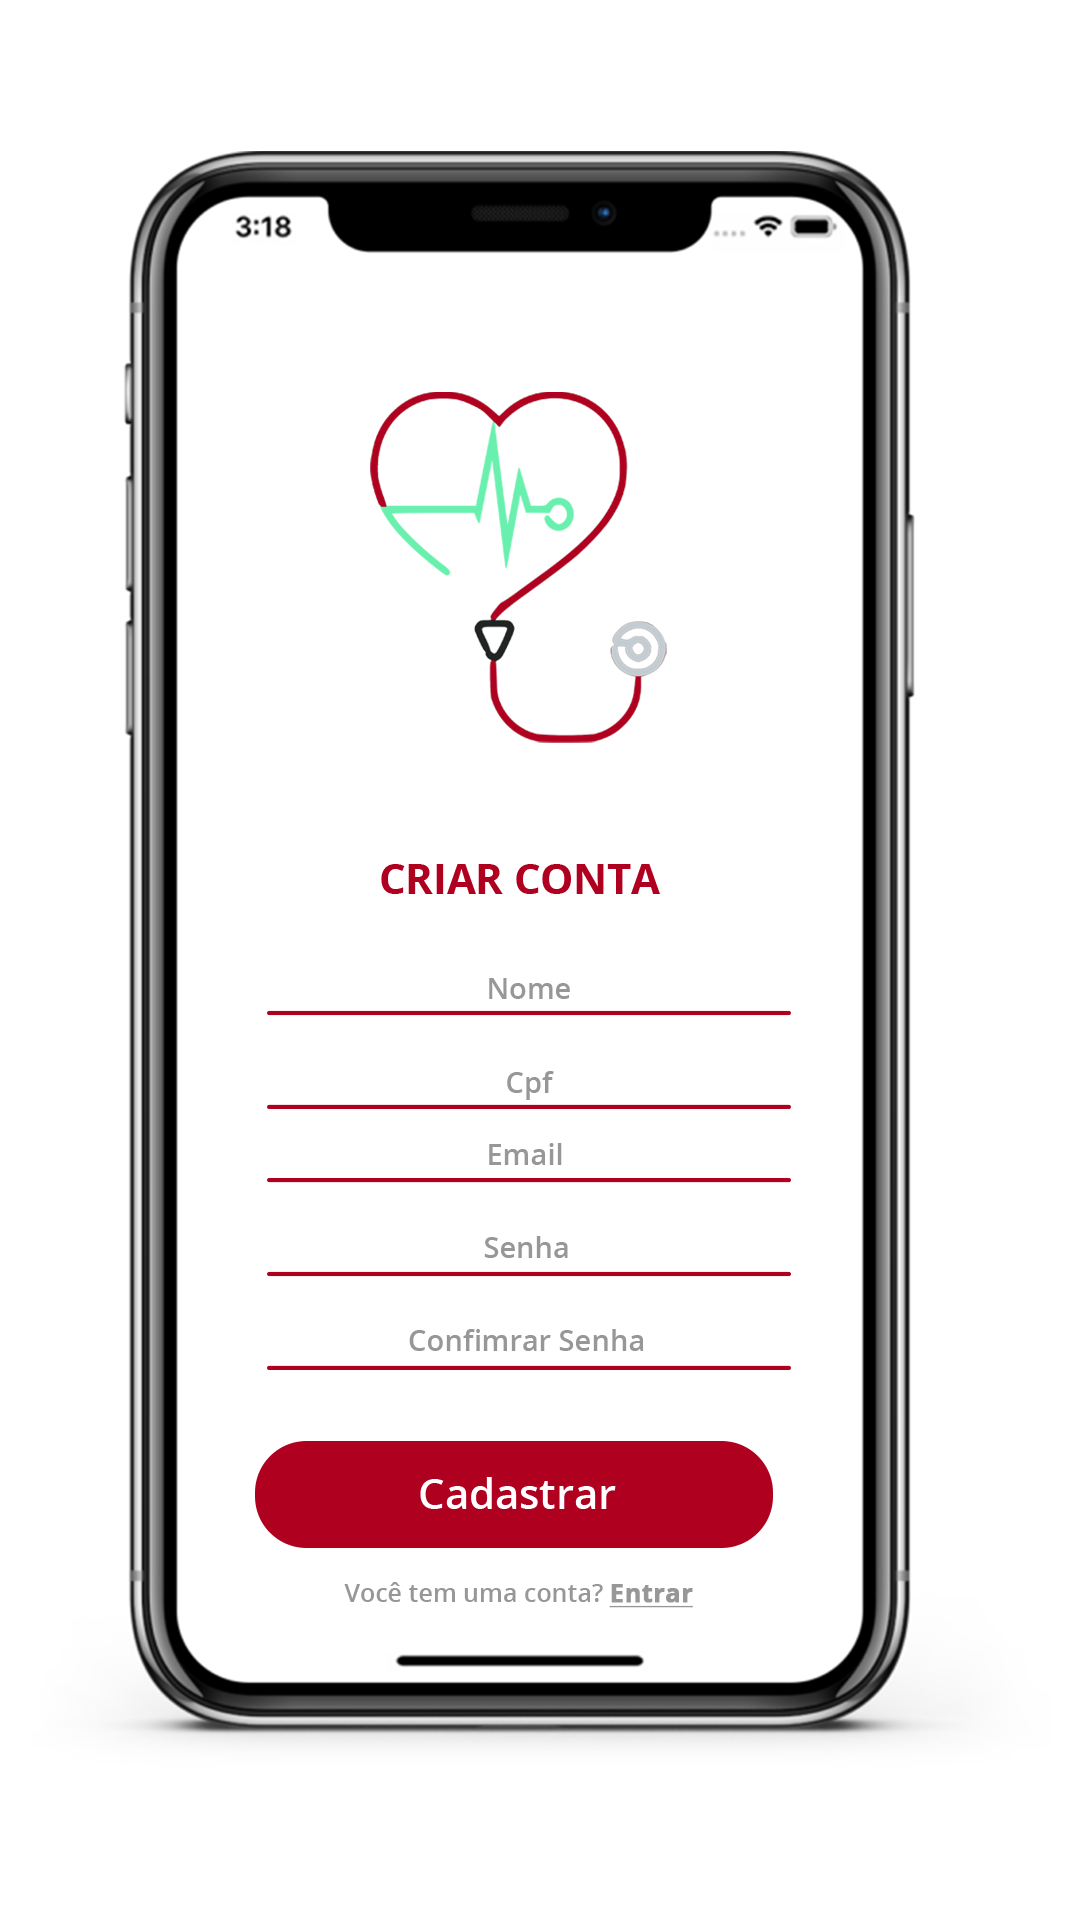 3:18
CRIAR CONTA
Nome
Cpf
Email
Senha
Confimrar Senha
Cadastrar
Você tem uma conta? Entrar